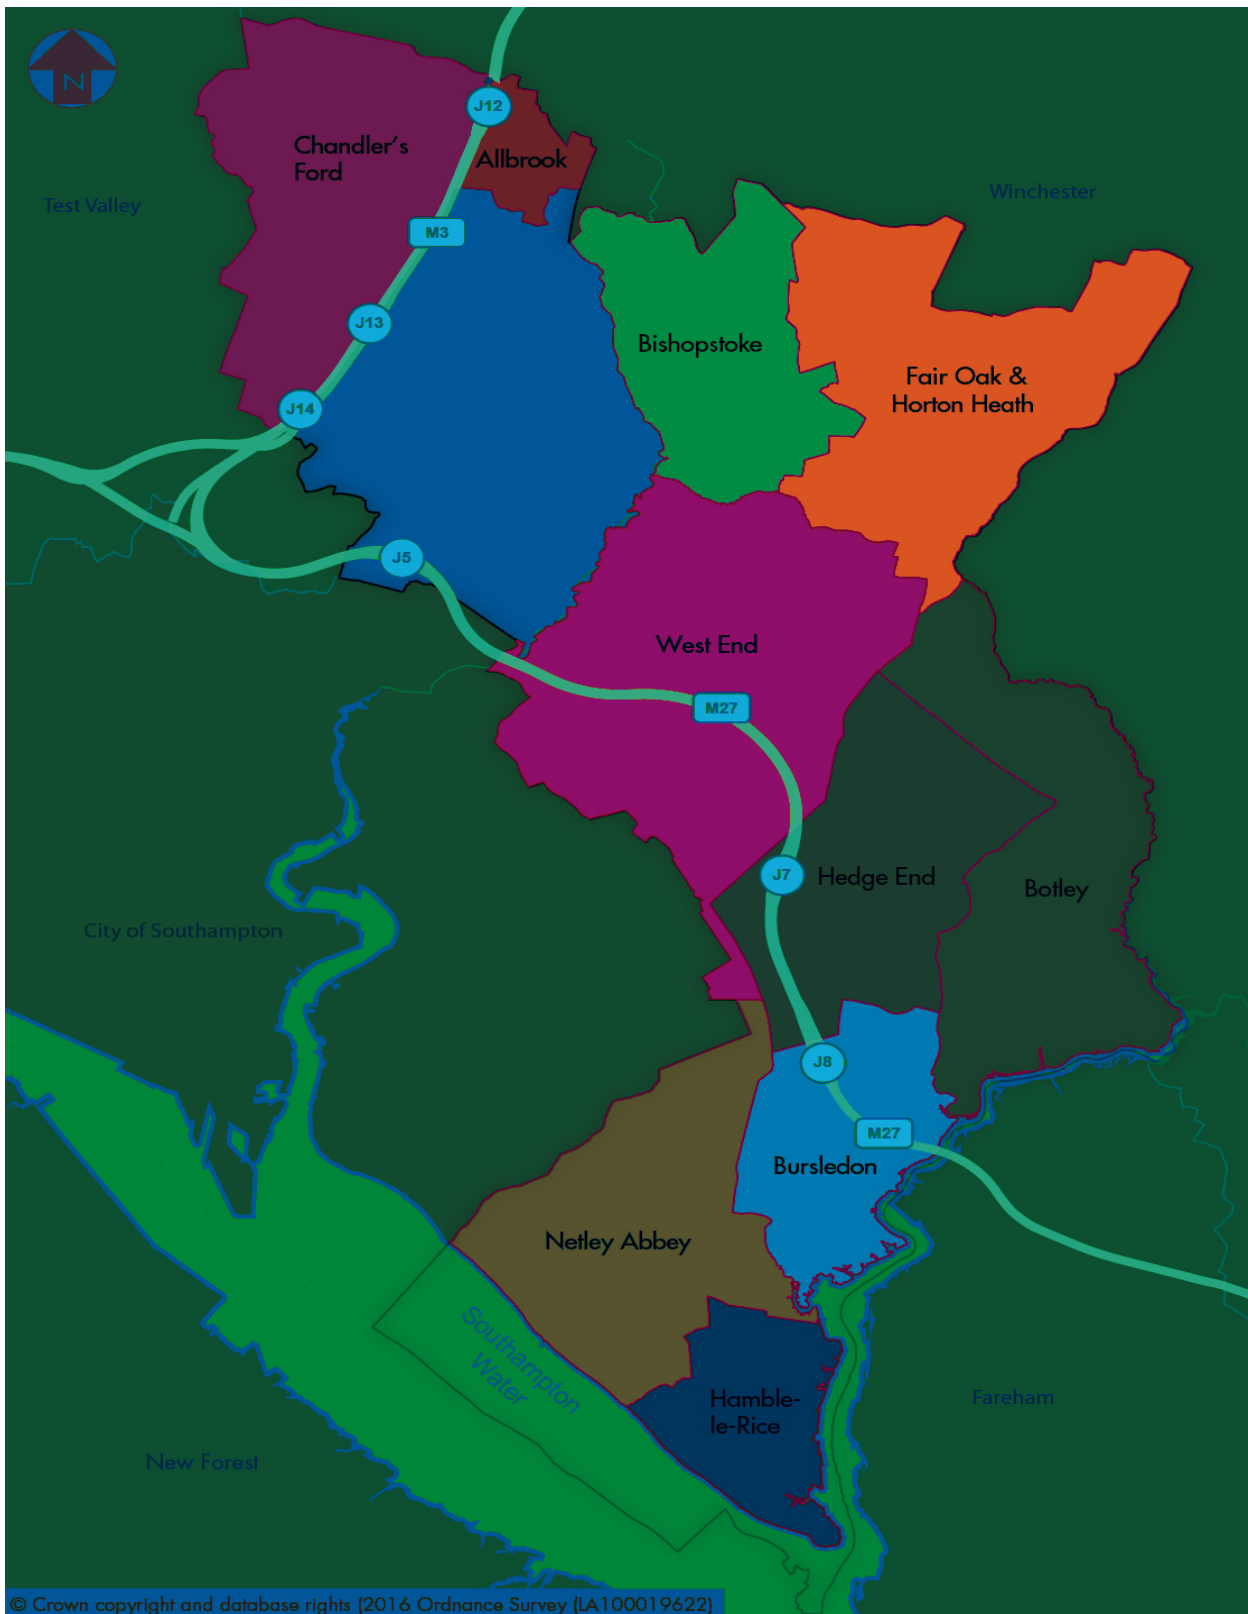 N
J12
Chandler's
Ford
Allbrook
Test Valley
Winchester
M3
J13
Bishopstoke
Fair Oak &
Horton Heath
J14
J5
West End
M27
J7
Hedge End
Botley
City of Southampton
J8
M27
Bursledon
Netley Abbey
Southampton
Water
Hamble-
le-Rice
Fareham
New Forest
© Crown copyright and database rights (2016 Ordnance Survey (LA100019622)